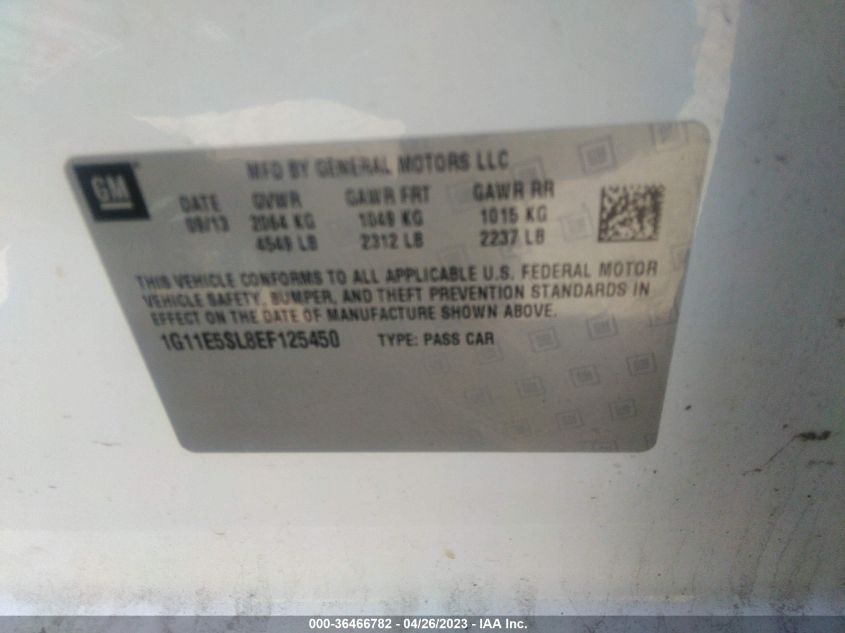 GM
MFD BY GENERAL MOTORS LLC
DATE GVWR GAWR FRT GAWR RR
09/13 2064 KG 1049 KG 1015 KG
4549 LB 2312 LB 2237 LB
THIS VEHICLE CONFORMS TO ALL APPLICABLE U.S. FEDERAL MOTOR
VEHICLE SAFETY, BUMPER, AND THEFT PREVENTION STANDARDS IN
EFFECT ON THE DATE OF MANUFACTURE SHOWN ABOVE.
1G11E5SL8EF125450 TYPE: PASS CAR
000-36466782 - 04/26/2023 - IAA Inc.